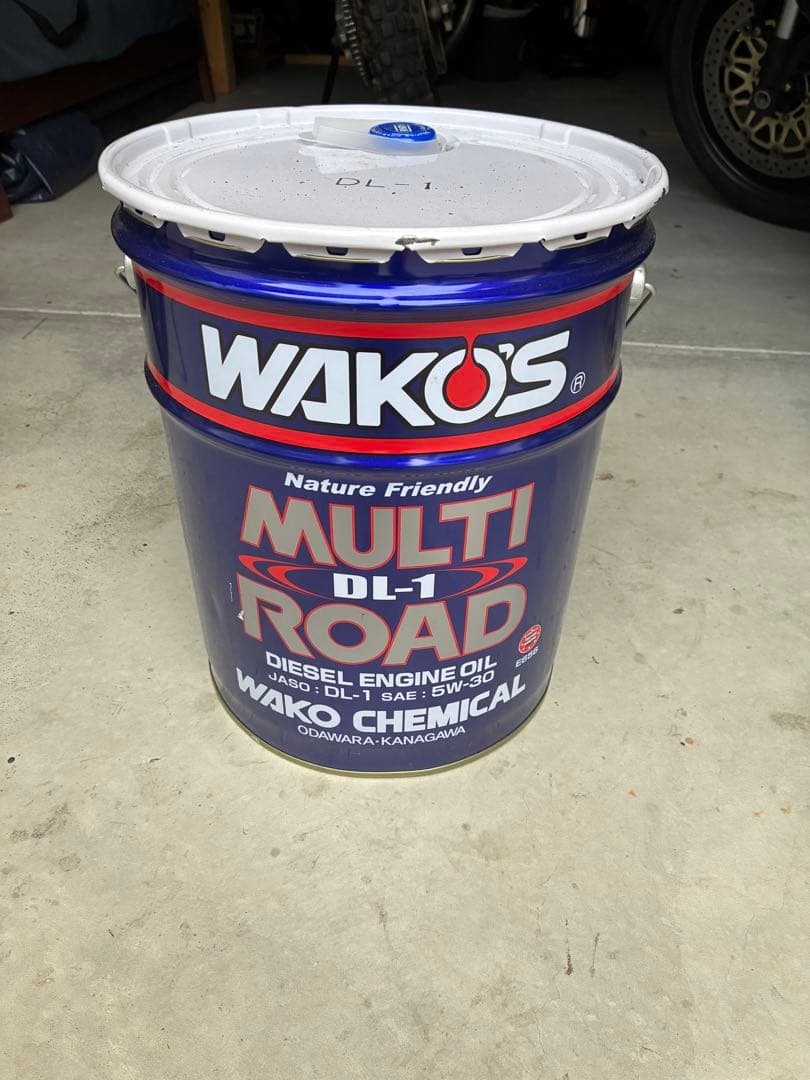 DL-1
WAKO'S®
Nature Friendly
MULTI
DL-1
ROAD
DIESEL ENGINE OIL
JASO : DL-1 SAE : 5W-30
WAKO CHEMICAL
ODAWARA·KANAGAWA